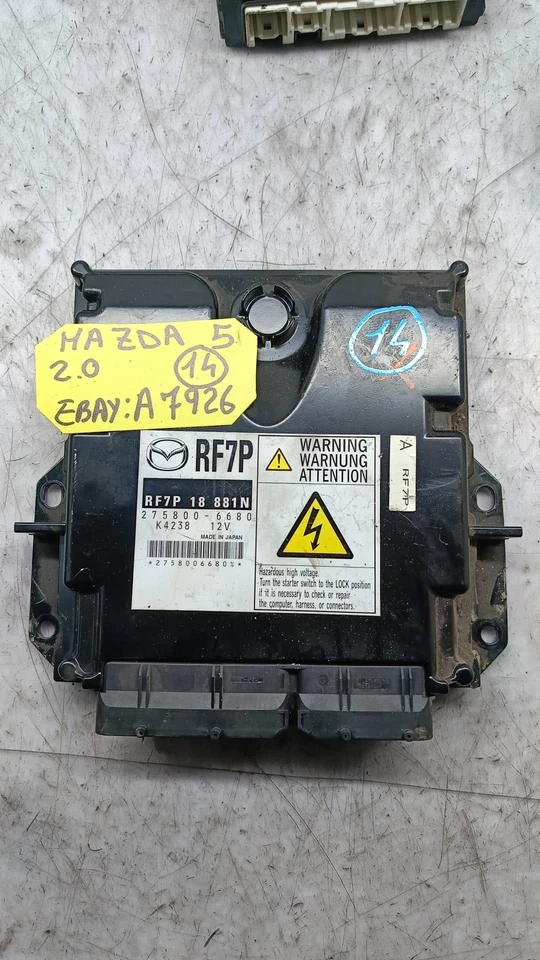 MAZDA 5
2.0 14
EBAY: A7926
14
RF7P
RF7P 18 881N
275800-6680
K4238 12V
MADE IN JAPAN
*2758006680%*
WARNING
WARNUNG
ATTENTION
Hazardous high voltage.
Turn the starter switch to the LOCK position
if it is necessary to check or repair
the computer, harness, or connectors.
A RF7P